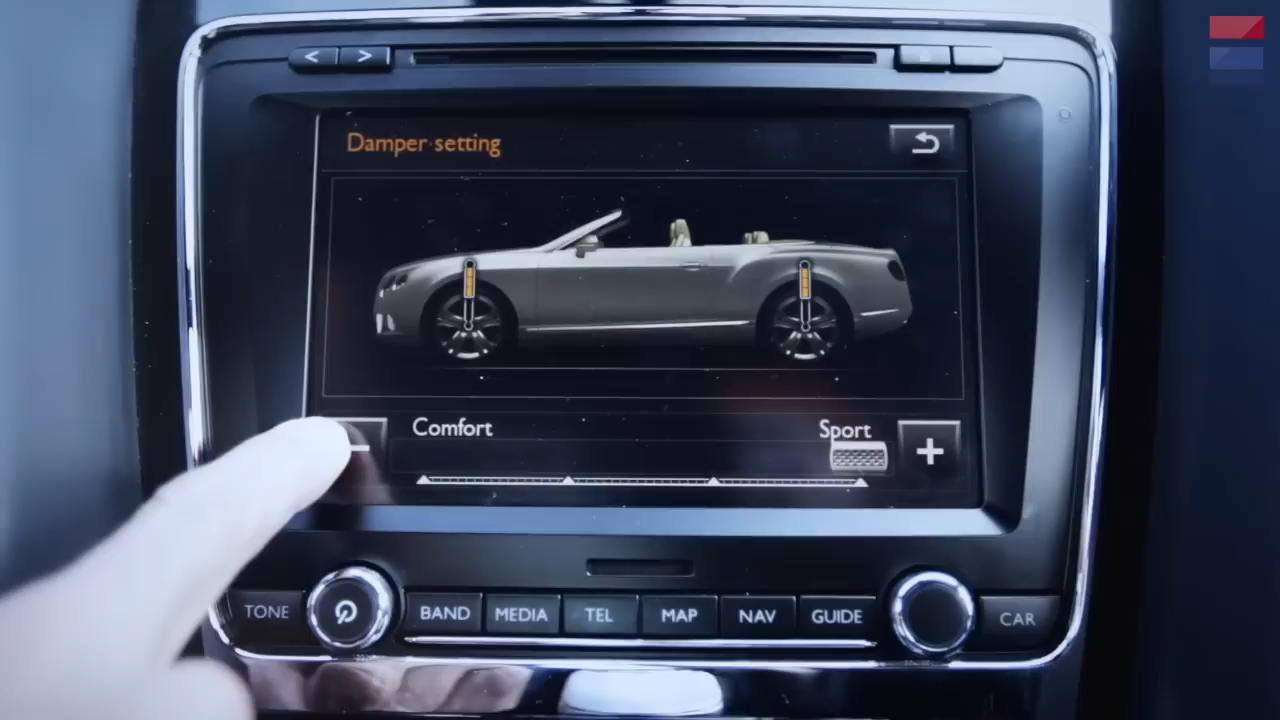 < >
Damper setting
Comfort Sport
− +
TONE BAND MEDIA TEL MAP NAV GUIDE CAR